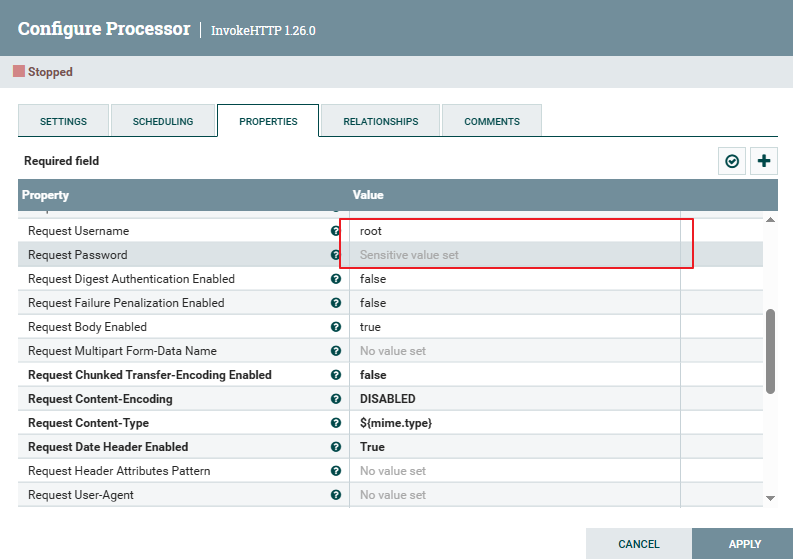 Configure Processor | InvokeHTTP 1.26.0
Stopped
SETTINGS SCHEDULING PROPERTIES RELATIONSHIPS COMMENTS
Required field
Property Value
Request Username root
Request Password Sensitive value set
Request Digest Authentication Enabled false
Request Failure Penalization Enabled false
Request Body Enabled true
Request Multipart Form-Data Name No value set
Request Chunked Transfer-Encoding Enabled false
Request Content-Encoding DISABLED
Request Content-Type ${mime.type}
Request Date Header Enabled True
Request Header Attributes Pattern No value set
Request User-Agent No value set
CANCEL APPLY